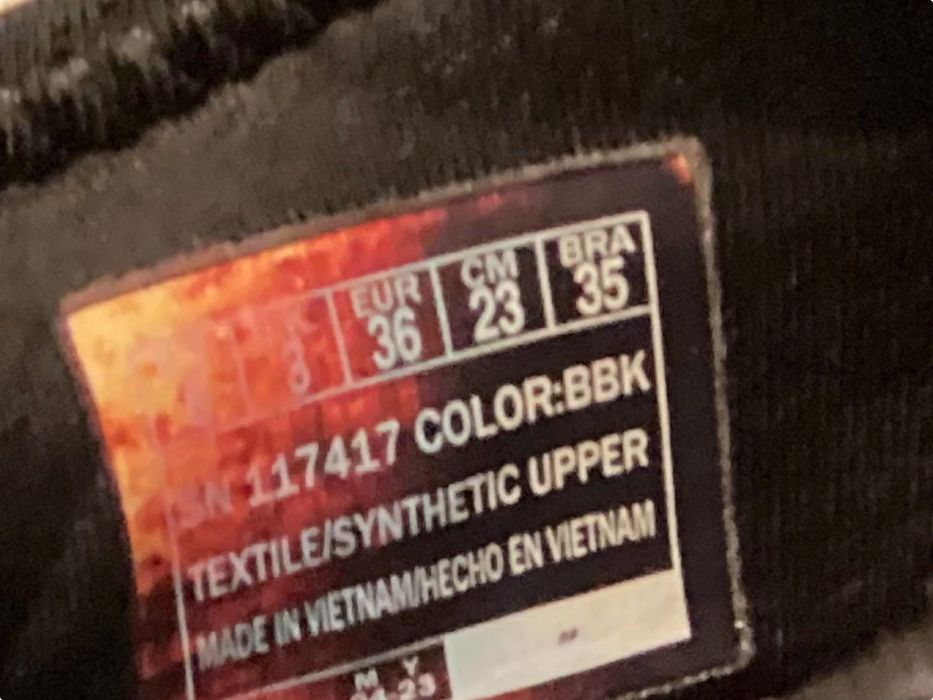 EUR CM BRA
36 23 35
SN 117417 COLOR:BBK
TEXTILE/SYNTHETIC UPPER
MADE IN VIETNAM/HECHO EN VIETNAM
M Y